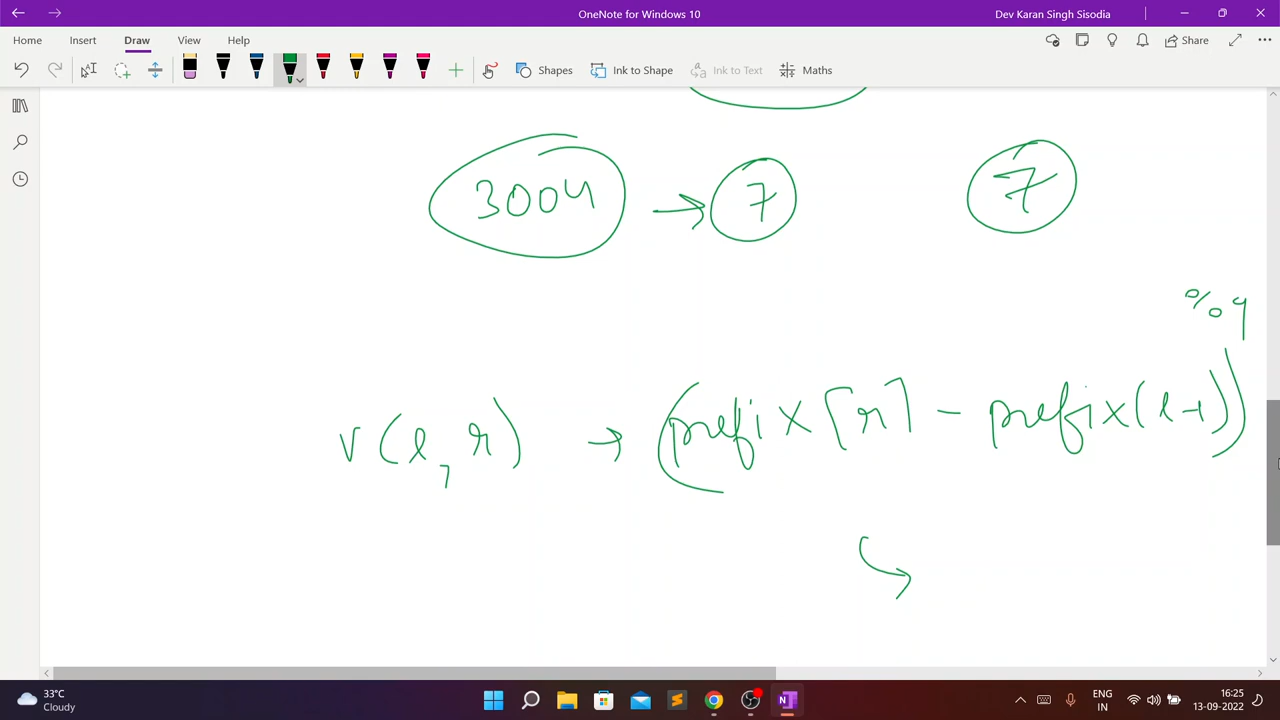 OneNote for Windows 10
Dev Karan Singh Sisodia
Home Insert Draw View Help
Share
Shapes Ink to Shape Ink to Text Maths
3004 → 7 7
% 9
v(l, r) → (prefix[r] - prefix(l-1))
33°C
Cloudy
ENG
IN
16:25
13-09-2022